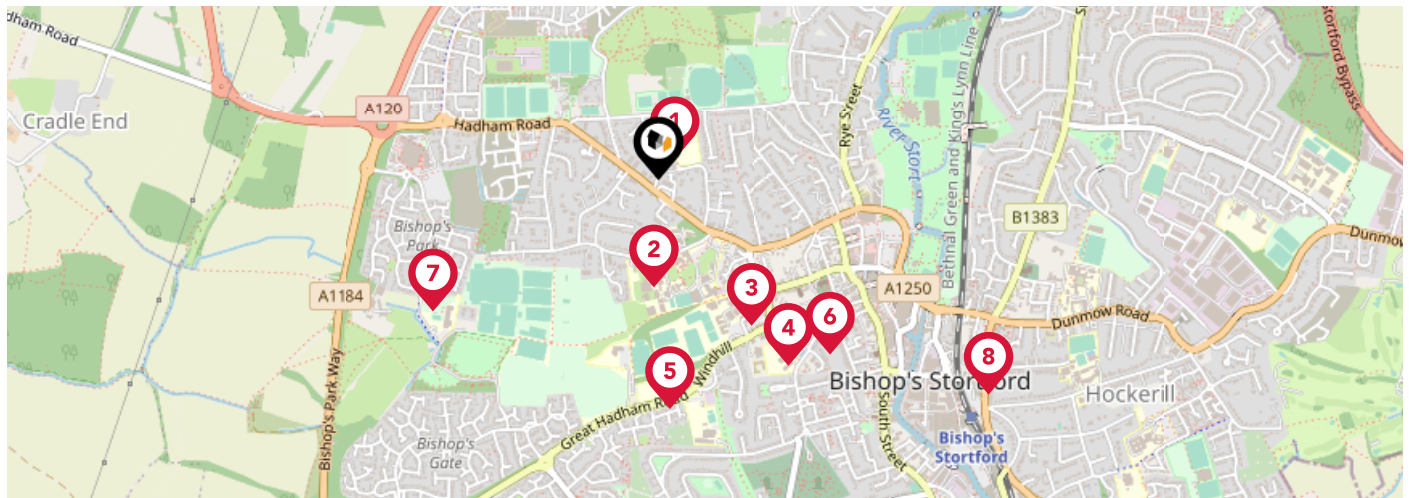 dham Road
Cradle End
A120
Hadham Road
1
Rye Street
River Stort
Bethnal Green and King's Lynn Line
Stortford Bypass
B1383
Bishop's
Park
2
7
3
A1184
A1250
Dunmow
4
6
Dunmow Road
5
Windhill
8
Bishop's Stortford
Hockerill
Great Hadham Road
Bishop's Park Way
South Street
Bishop's
Gate
Bishop's
Stortford